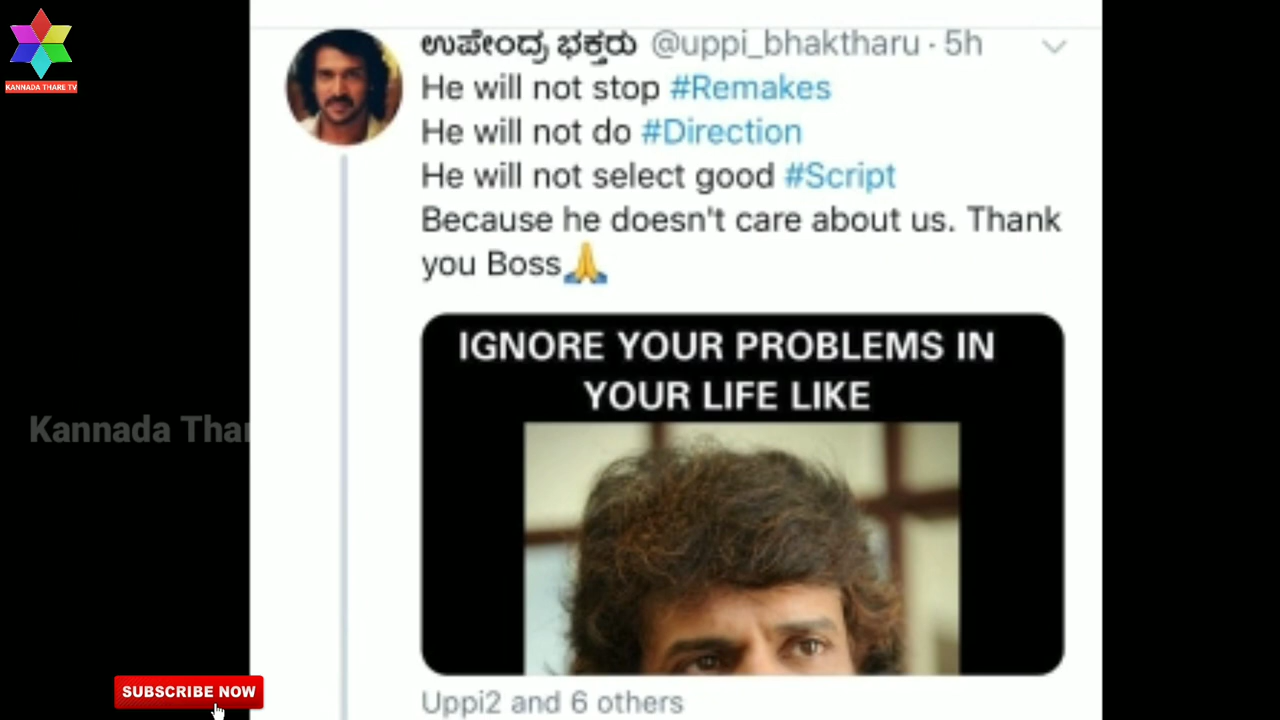 KANNADA THARE TV
ಉಪೇಂದ್ರ ಭಕ್ತರು @uppi_bhaktharu · 5h
He will not stop #Remakes
He will not do #Direction
He will not select good #Script
Because he doesn't care about us. Thank
you Boss🙏
IGNORE YOUR PROBLEMS IN
YOUR LIFE LIKE
Kannada Thar
SUBSCRIBE NOW
Uppi2 and 6 others